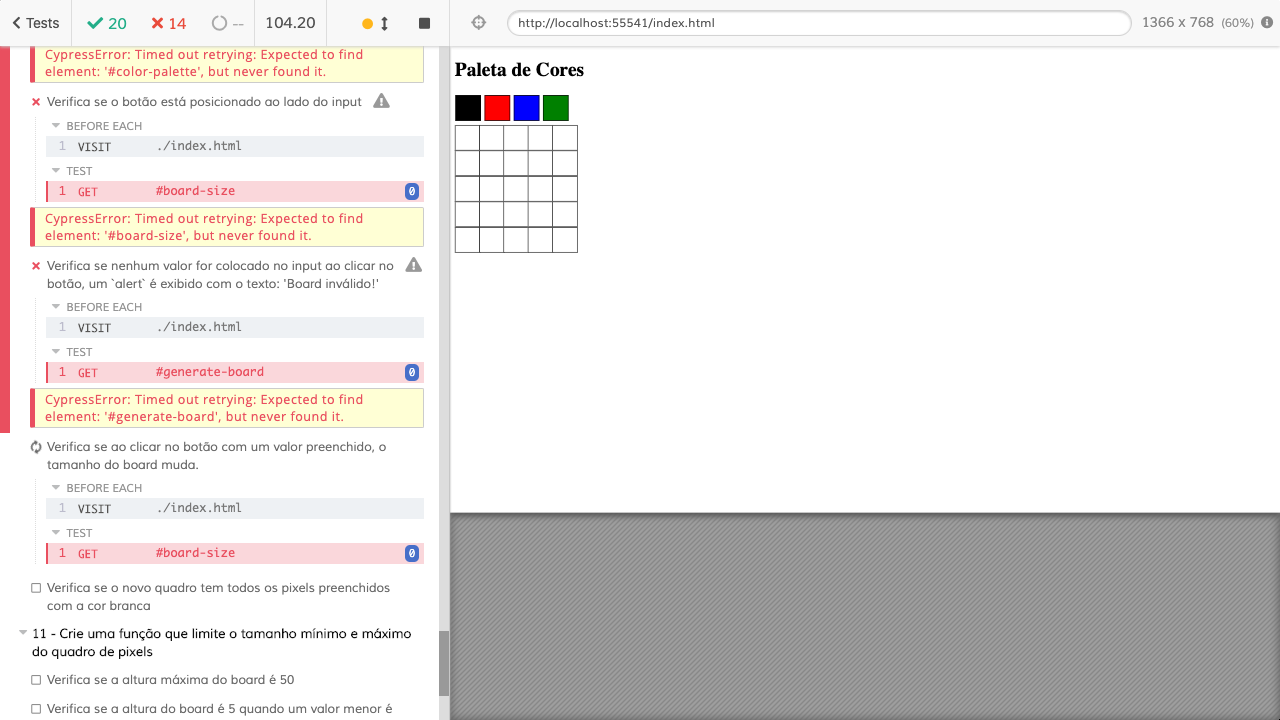 Tests
20
14
--
104.20
http://localhost:55541/index.html
1366 x 768 (60%)
CypressError: Timed out retrying: Expected to find
element: '#color-palette', but never found it.
Verifica se o botão está posicionado ao lado do input
BEFORE EACH
1 VISIT ./index.html
TEST
1 GET #board-size 0
CypressError: Timed out retrying: Expected to find
element: '#board-size', but never found it.
Verifica se nenhum valor for colocado no input ao clicar no
botão, um `alert` é exibido com o texto: 'Board inválido!'
BEFORE EACH
1 VISIT ./index.html
TEST
1 GET #generate-board 0
CypressError: Timed out retrying: Expected to find
element: '#generate-board', but never found it.
Verifica se ao clicar no botão com um valor preenchido, o
tamanho do board muda.
BEFORE EACH
1 VISIT ./index.html
TEST
1 GET #board-size 0
Verifica se o novo quadro tem todos os pixels preenchidos
com a cor branca
11 - Crie uma função que limite o tamanho mínimo e máximo
do quadro de pixels
Verifica se a altura máxima do board é 50
Verifica se a altura do board é 5 quando um valor menor é
Paleta de Cores